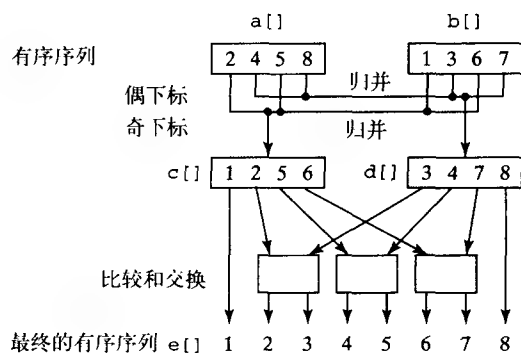 a[] b[]
有序序列 2 4 5 8 1 3 6 7
归并
偶下标
奇下标 归并
c[] 1 2 5 6 d[] 3 4 7 8
比较和交换
最终的有序序列 e[] 1 2 3 4 5 6 7 8